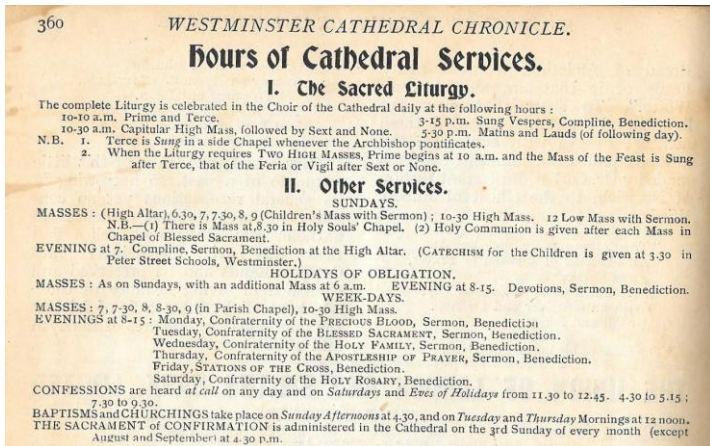 360 WESTMINSTER CATHEDRAL CHRONICLE.
Hours of Cathedral Services.
I. The Sacred Liturgy.
The complete Liturgy is celebrated in the Choir of the Cathedral daily at the following hours :
10-10 a.m. Prime and Terce. 3-15 p.m. Sung Vespers, Compline, Benediction.
10-30 a.m. Capitular High Mass, followed by Sext and None. 5-30 p.m. Matins and Lauds (of following day).
N.B. 1. Terce is Sung in a side Chapel whenever the Archbishop pontificates.
2. When the Liturgy requires TWO HIGH MASSES, Prime begins at 10 a.m. and the Mass of the Feast is Sung
after Terce, that of the Feria or Vigil after Sext or None.
II. Other Services.
SUNDAYS.
MASSES : (High Altar), 6.30, 7, 7-30, 8, 9 (Children's Mass with Sermon) ; 10-30 High Mass. 12 Low Mass with Sermon.
N.B.—(1) There is Mass at,8.30 in Holy Souls' Chapel. (2) Holy Communion is given after each Mass in
Chapel of Blessed Sacrament.
EVENING at 7. Compline, Sermon, Benediction at the High Altar. (CATECHISM for the Children is given at 3.30 in
Peter Street Schools, Westminster.)
HOLIDAYS OF OBLIGATION.
MASSES : As on Sundays, with an additional Mass at 6 a.m. EVENING at 8-15. Devotions, Sermon, Benediction.
WEEK-DAYS.
MASSES : 7, 7-30, 8, 8-30, 9 (in Parish Chapel), 10-30 High Mass.
EVENINGS at 8-15 : Monday, Confraternity of the PRECIOUS BLOOD, Sermon, Benediction
Tuesday, Confraternity of the BLESSED SACRAMENT, Sermon, Benediction.
Wednesday, Confraternity of the HOLY FAMILY, Sermon, Benediction.
Thursday, Confraternity of the APOSTLESHIP OF PRAYER, Sermon, Benediction.
Friday, STATIONS OF THE CROSS, Benediction.
Saturday, Confraternity of the HOLY ROSARY, Benediction.
CONFESSIONS are heard at call on any day and on Saturdays and Eves of Holidays from 11.30 to 12.45. 4.30 to 5.15 ;
7.30 to 9.30.
BAPTISMS and CHURCHINGS take place on Sunday Afternoons at 4.30, and on Tuesday and Thursday Mornings at 12 noon.
THE SACRAMENT of CONFIRMATION is administered in the Cathedral on the 3rd Sunday of every month (except
August and September) at 4.30 p.m.